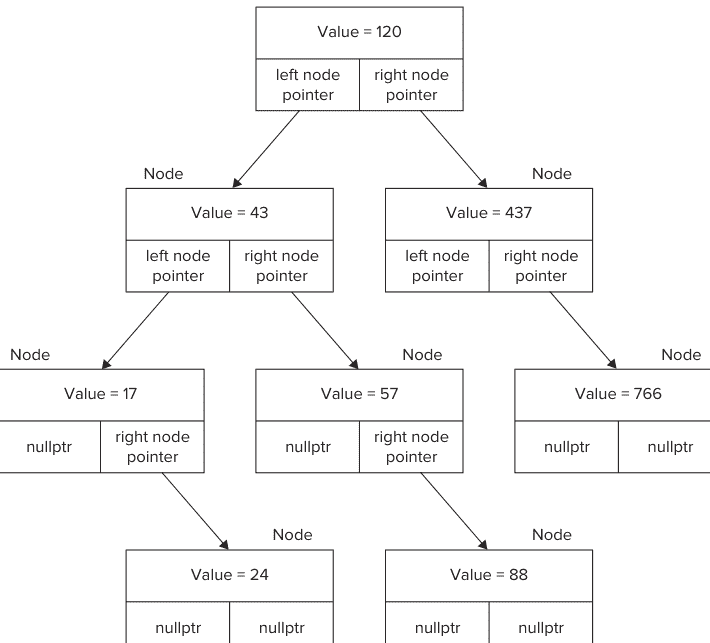 Value = 120
left node
pointer
right node
pointer
Node
Node
Value = 43
Value = 437
left node
pointer
right node
pointer
left node
pointer
right node
pointer
Node
Node
Node
Value = 17
Value = 57
Value = 766
nullptr
right node
pointer
nullptr
right node
pointer
nullptr
nullptr
Node
Node
Value = 24
Value = 88
nullptr
nullptr
nullptr
nullptr